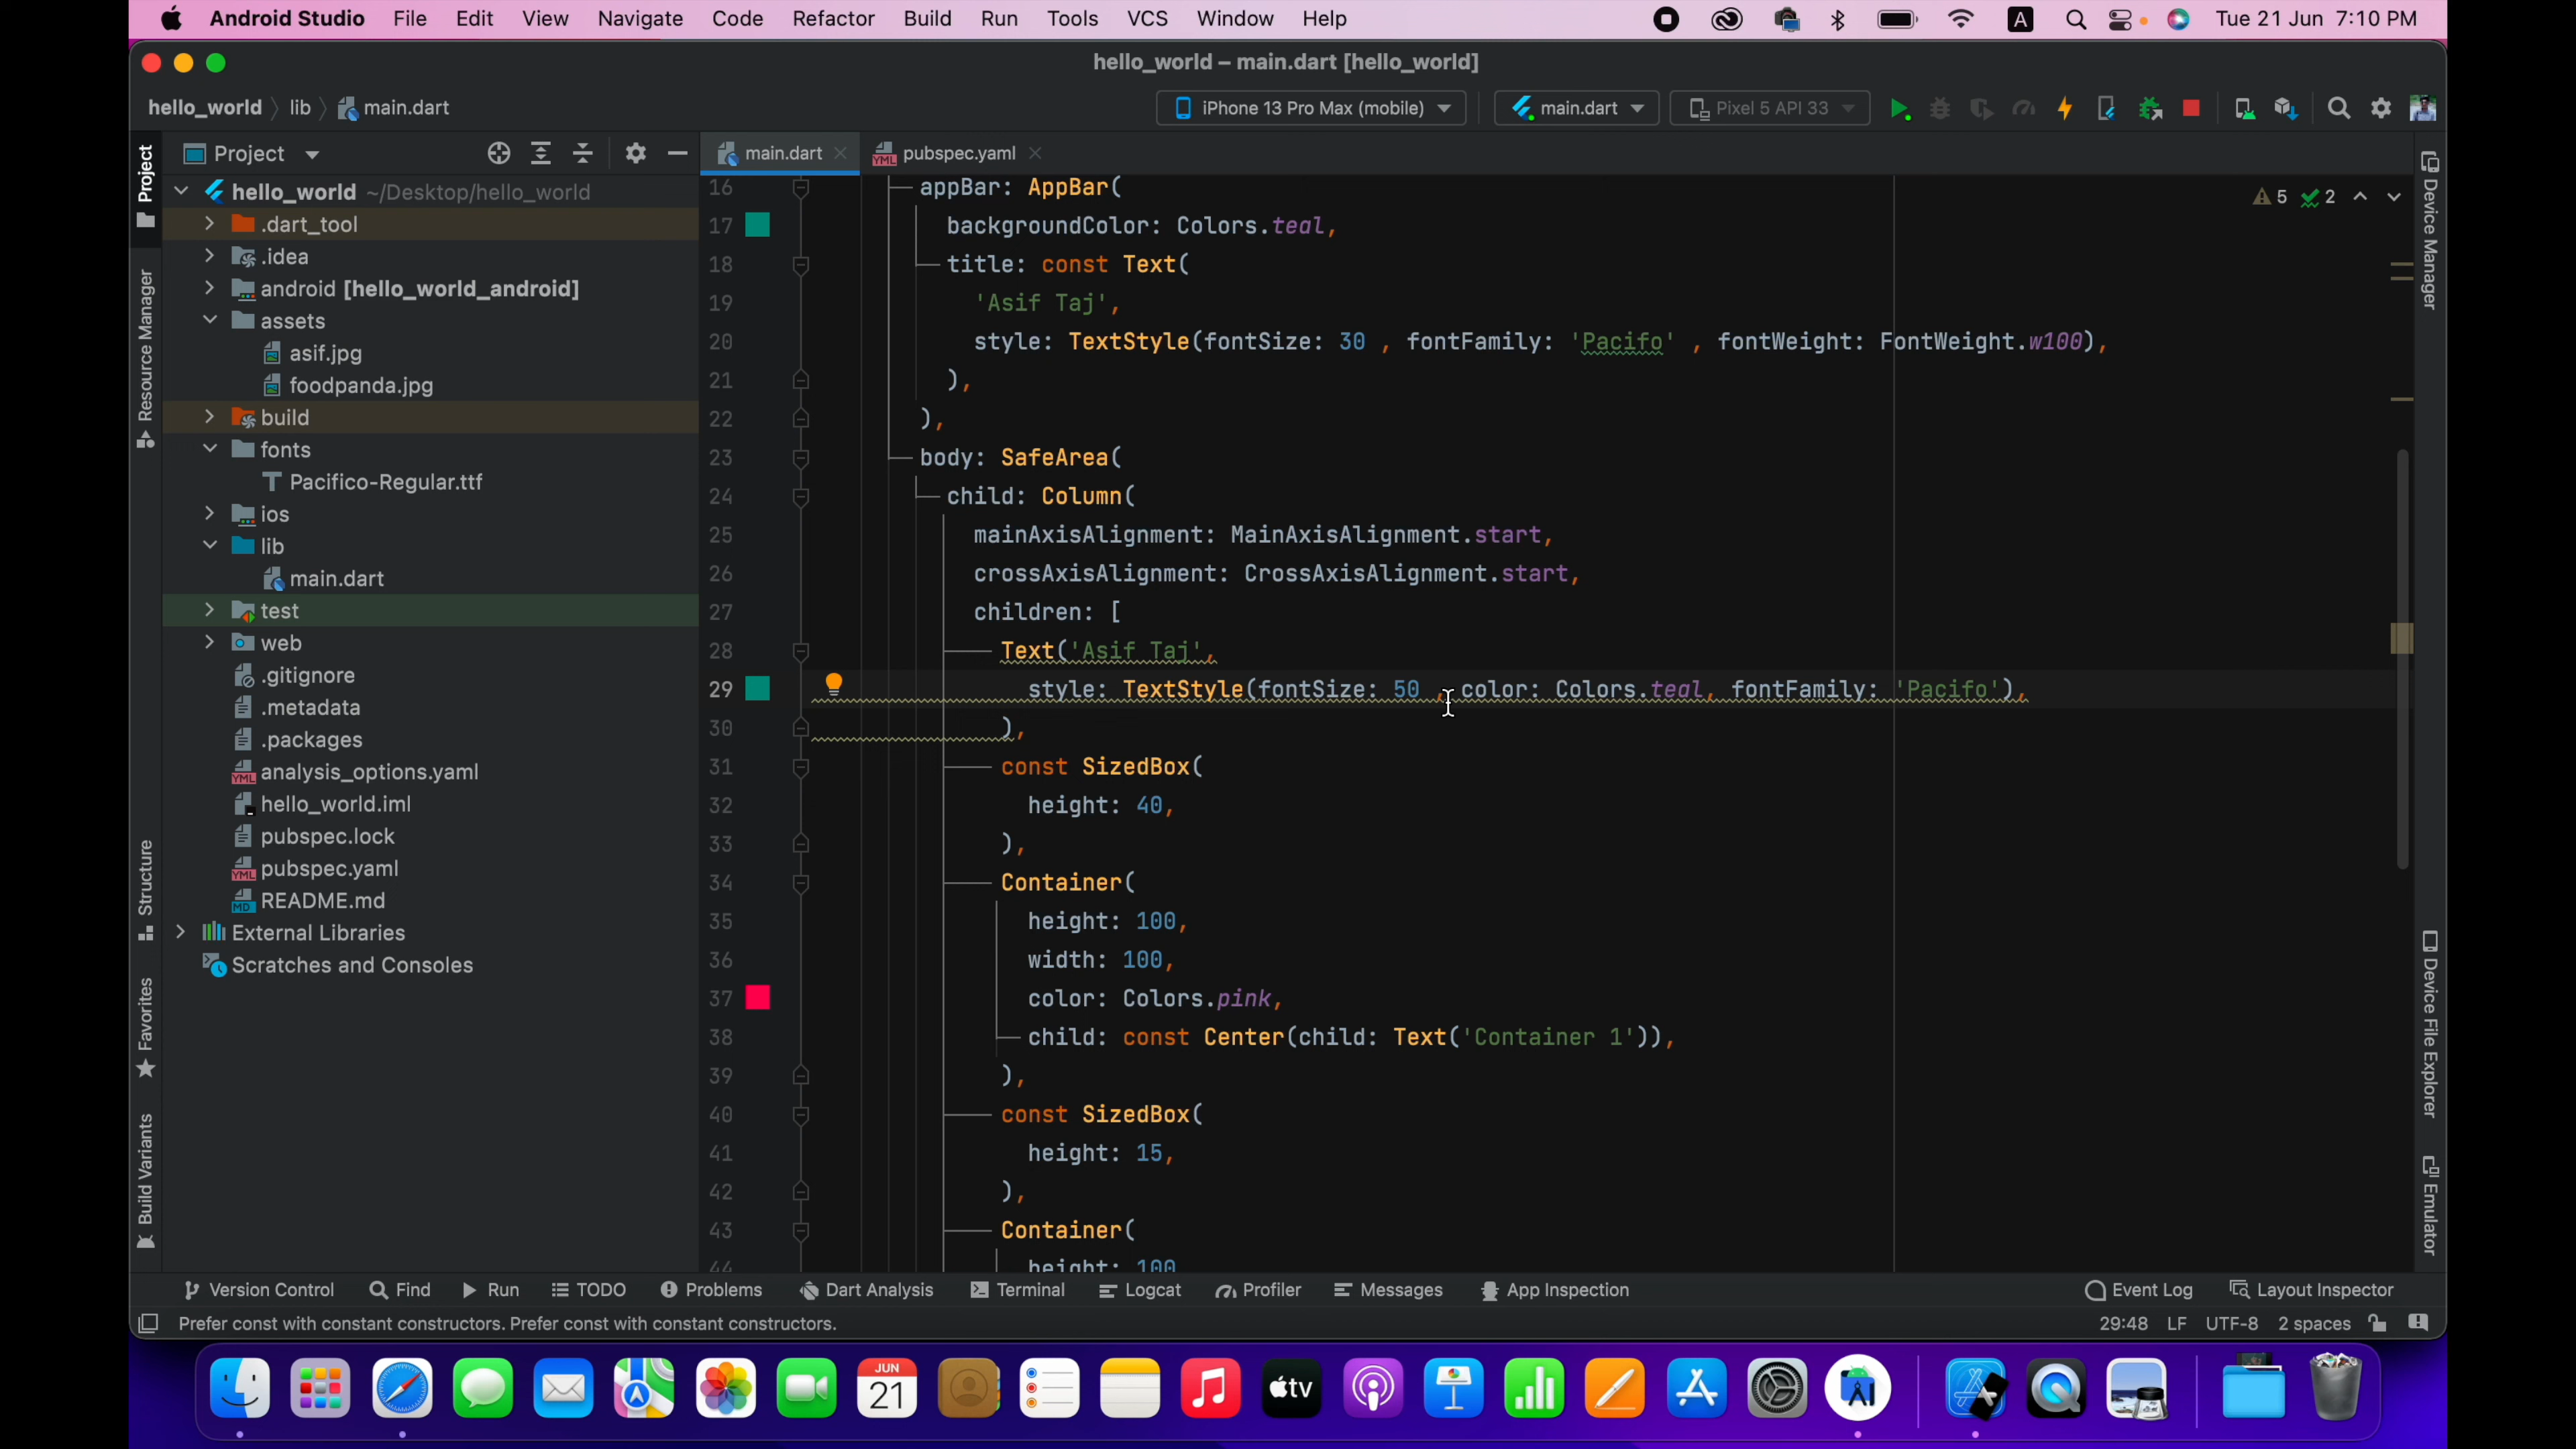 Android Studio File Edit View Navigate Code Refactor Build Run Tools VCS Window Help A Tue 21 Jun 7:10 PM
hello_world – main.dart [hello_world]
hello_world lib main.dart iPhone 13 Pro Max (mobile) main.dart Pixel 5 API 33
Project main.dart pubspec.yaml
hello_world ~/Desktop/hello_world
.dart_tool
.idea
android [hello_world_android]
assets
asif.jpg
foodpanda.jpg
build
fonts
Pacifico-Regular.ttf
ios
lib
main.dart
test
web
.gitignore
.metadata
.packages
YML analysis_options.yaml
hello_world.iml
pubspec.lock
YML pubspec.yaml
MD README.md
External Libraries
Scratches and Consoles
Project
Resource Manager
Structure
Favorites
Build Variants
5 2
16 appBar: AppBar(
17 backgroundColor: Colors.teal,
18 title: const Text(
19 'Asif Taj',
20 style: TextStyle(fontSize: 30 , fontFamily: 'Pacifo' , fontWeight: FontWeight.w100),
21 ),
22 ),
23 body: SafeArea(
24 child: Column(
25 mainAxisAlignment: MainAxisAlignment.start,
26 crossAxisAlignment: CrossAxisAlignment.start,
27 children: [
28 Text('Asif Taj',
29 style: TextStyle(fontSize: 50 , color: Colors.teal, fontFamily: 'Pacifo'),
30 ),
31 const SizedBox(
32 height: 40,
33 ),
34 Container(
35 height: 100,
36 width: 100,
37 color: Colors.pink,
38 child: const Center(child: Text('Container 1')),
39 ),
40 const SizedBox(
41 height: 15,
42 ),
43 Container(
44 height: 100
Device Manager
Device File Explorer
Emulator
Version Control Find Run TODO Problems Dart Analysis Terminal Logcat Profiler Messages App Inspection Event Log Layout Inspector
Prefer const with constant constructors. Prefer const with constant constructors. 29:48 LF UTF-8 2 spaces
JUN
21
tv